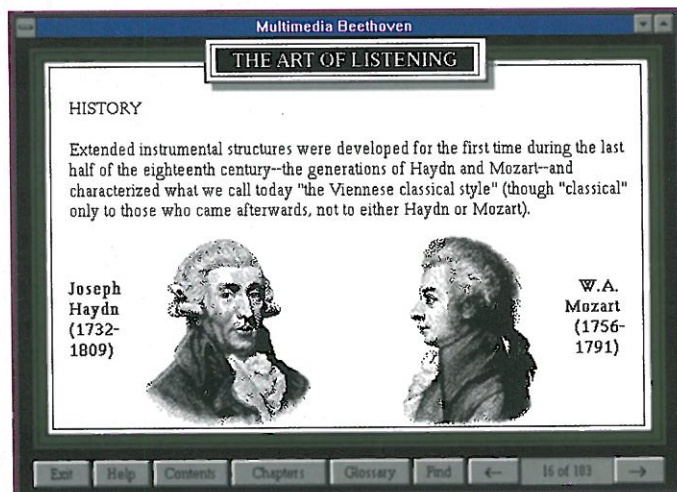 Multimedia Beethoven
THE ART OF LISTENING
HISTORY
Extended instrumental structures were developed for the first time during the last
half of the eighteenth century--the generations of Haydn and Mozart--and
characterized what we call today "the Viennese classical style" (though "classical"
only to those who came afterwards, not to either Haydn or Mozart).
Joseph
Haydn
(1732-
1809)
W.A.
Mozart
(1756-
1791)
Exit Help Contents Chapters Glossary Find ← 16 of 103 →